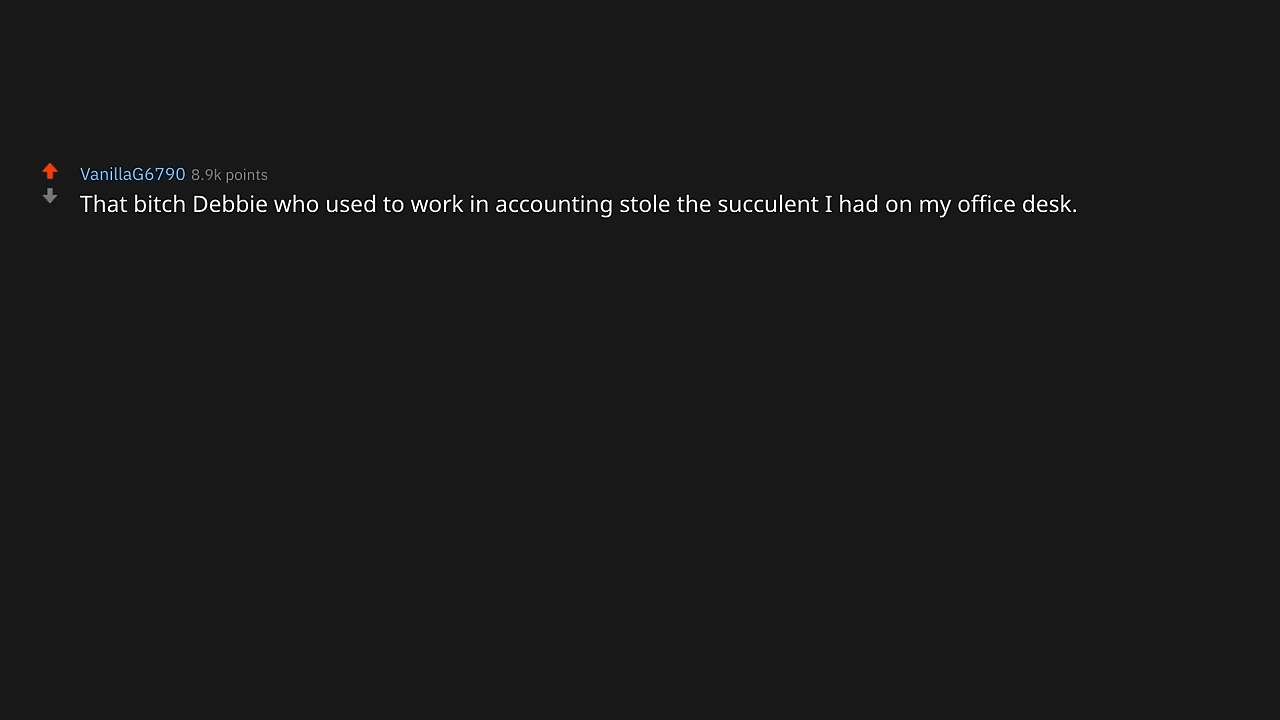 VanillaG6790 8.9k points
That bitch Debbie who used to work in accounting stole the succulent I had on my office desk.